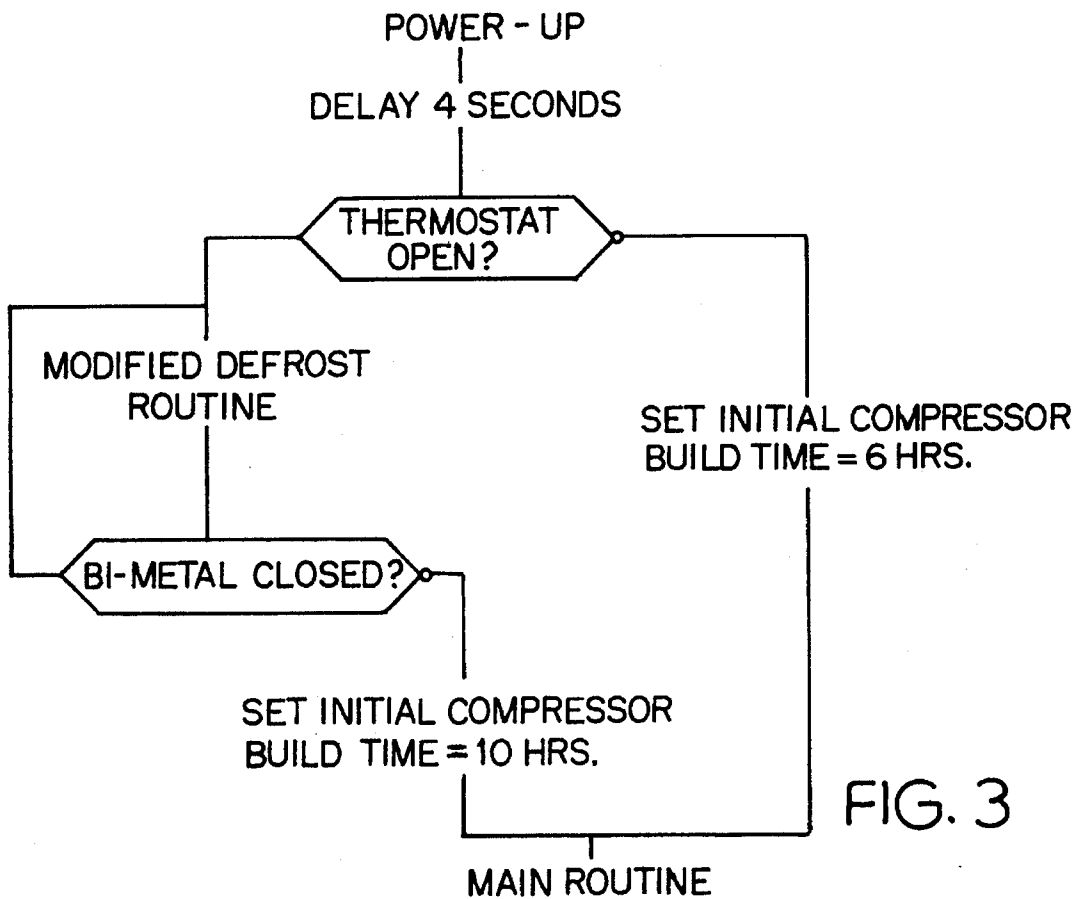 POWER - UP
DELAY 4 SECONDS
THERMOSTAT
OPEN?
MODIFIED DEFROST
ROUTINE
SET INITIAL COMPRESSOR
BUILD TIME = 6 HRS.
BI-METAL CLOSED?
SET INITIAL COMPRESSOR
BUILD TIME = 10 HRS.
FIG. 3
MAIN ROUTINE